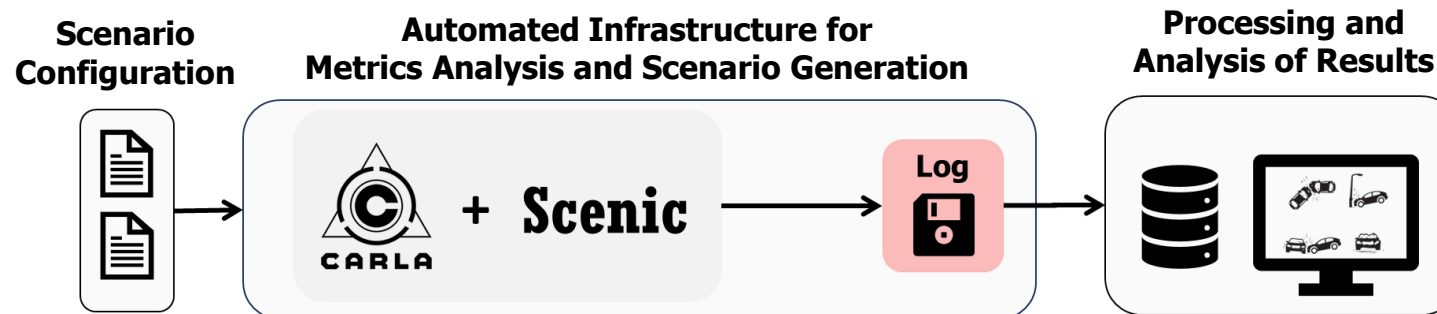 Scenario
Configuration
Automated Infrastructure for
Metrics Analysis and Scenario Generation
Processing and
Analysis of Results
C
CARLA
+
Scenic
Log